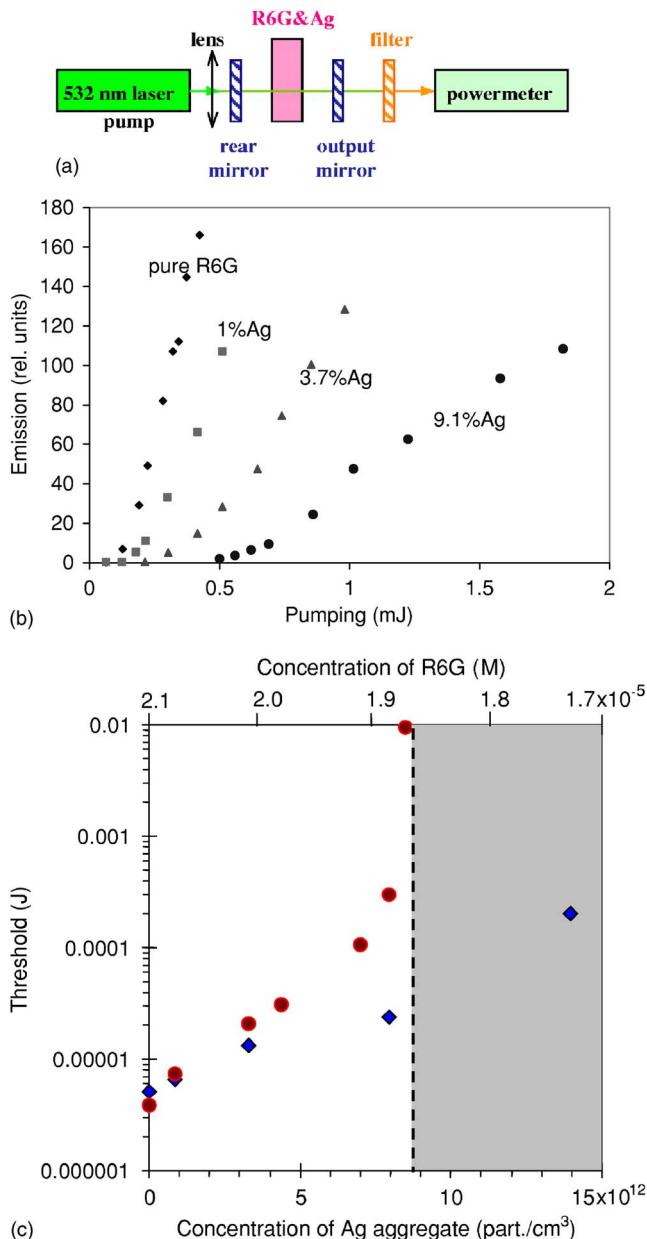 R6G&Ag
lens
filter
532 nm laser
pump
powermeter
rear
mirror
output
mirror
(a)
180
160
140
120
100
80
60
40
20
0
Emission (rel. units)
pure R6G
1%Ag
3.7%Ag
9.1%Ag
0
0.5
1
1.5
2
Pumping (mJ)
(b)
Concentration of R6G (M)
2.1
2.0
1.9
1.8
1.7x10⁻⁵
0.01
0.001
0.0001
0.00001
0.000001
Threshold (J)
0
5
10
15x10¹²
Concentration of Ag aggregate (part./cm³)
(c)